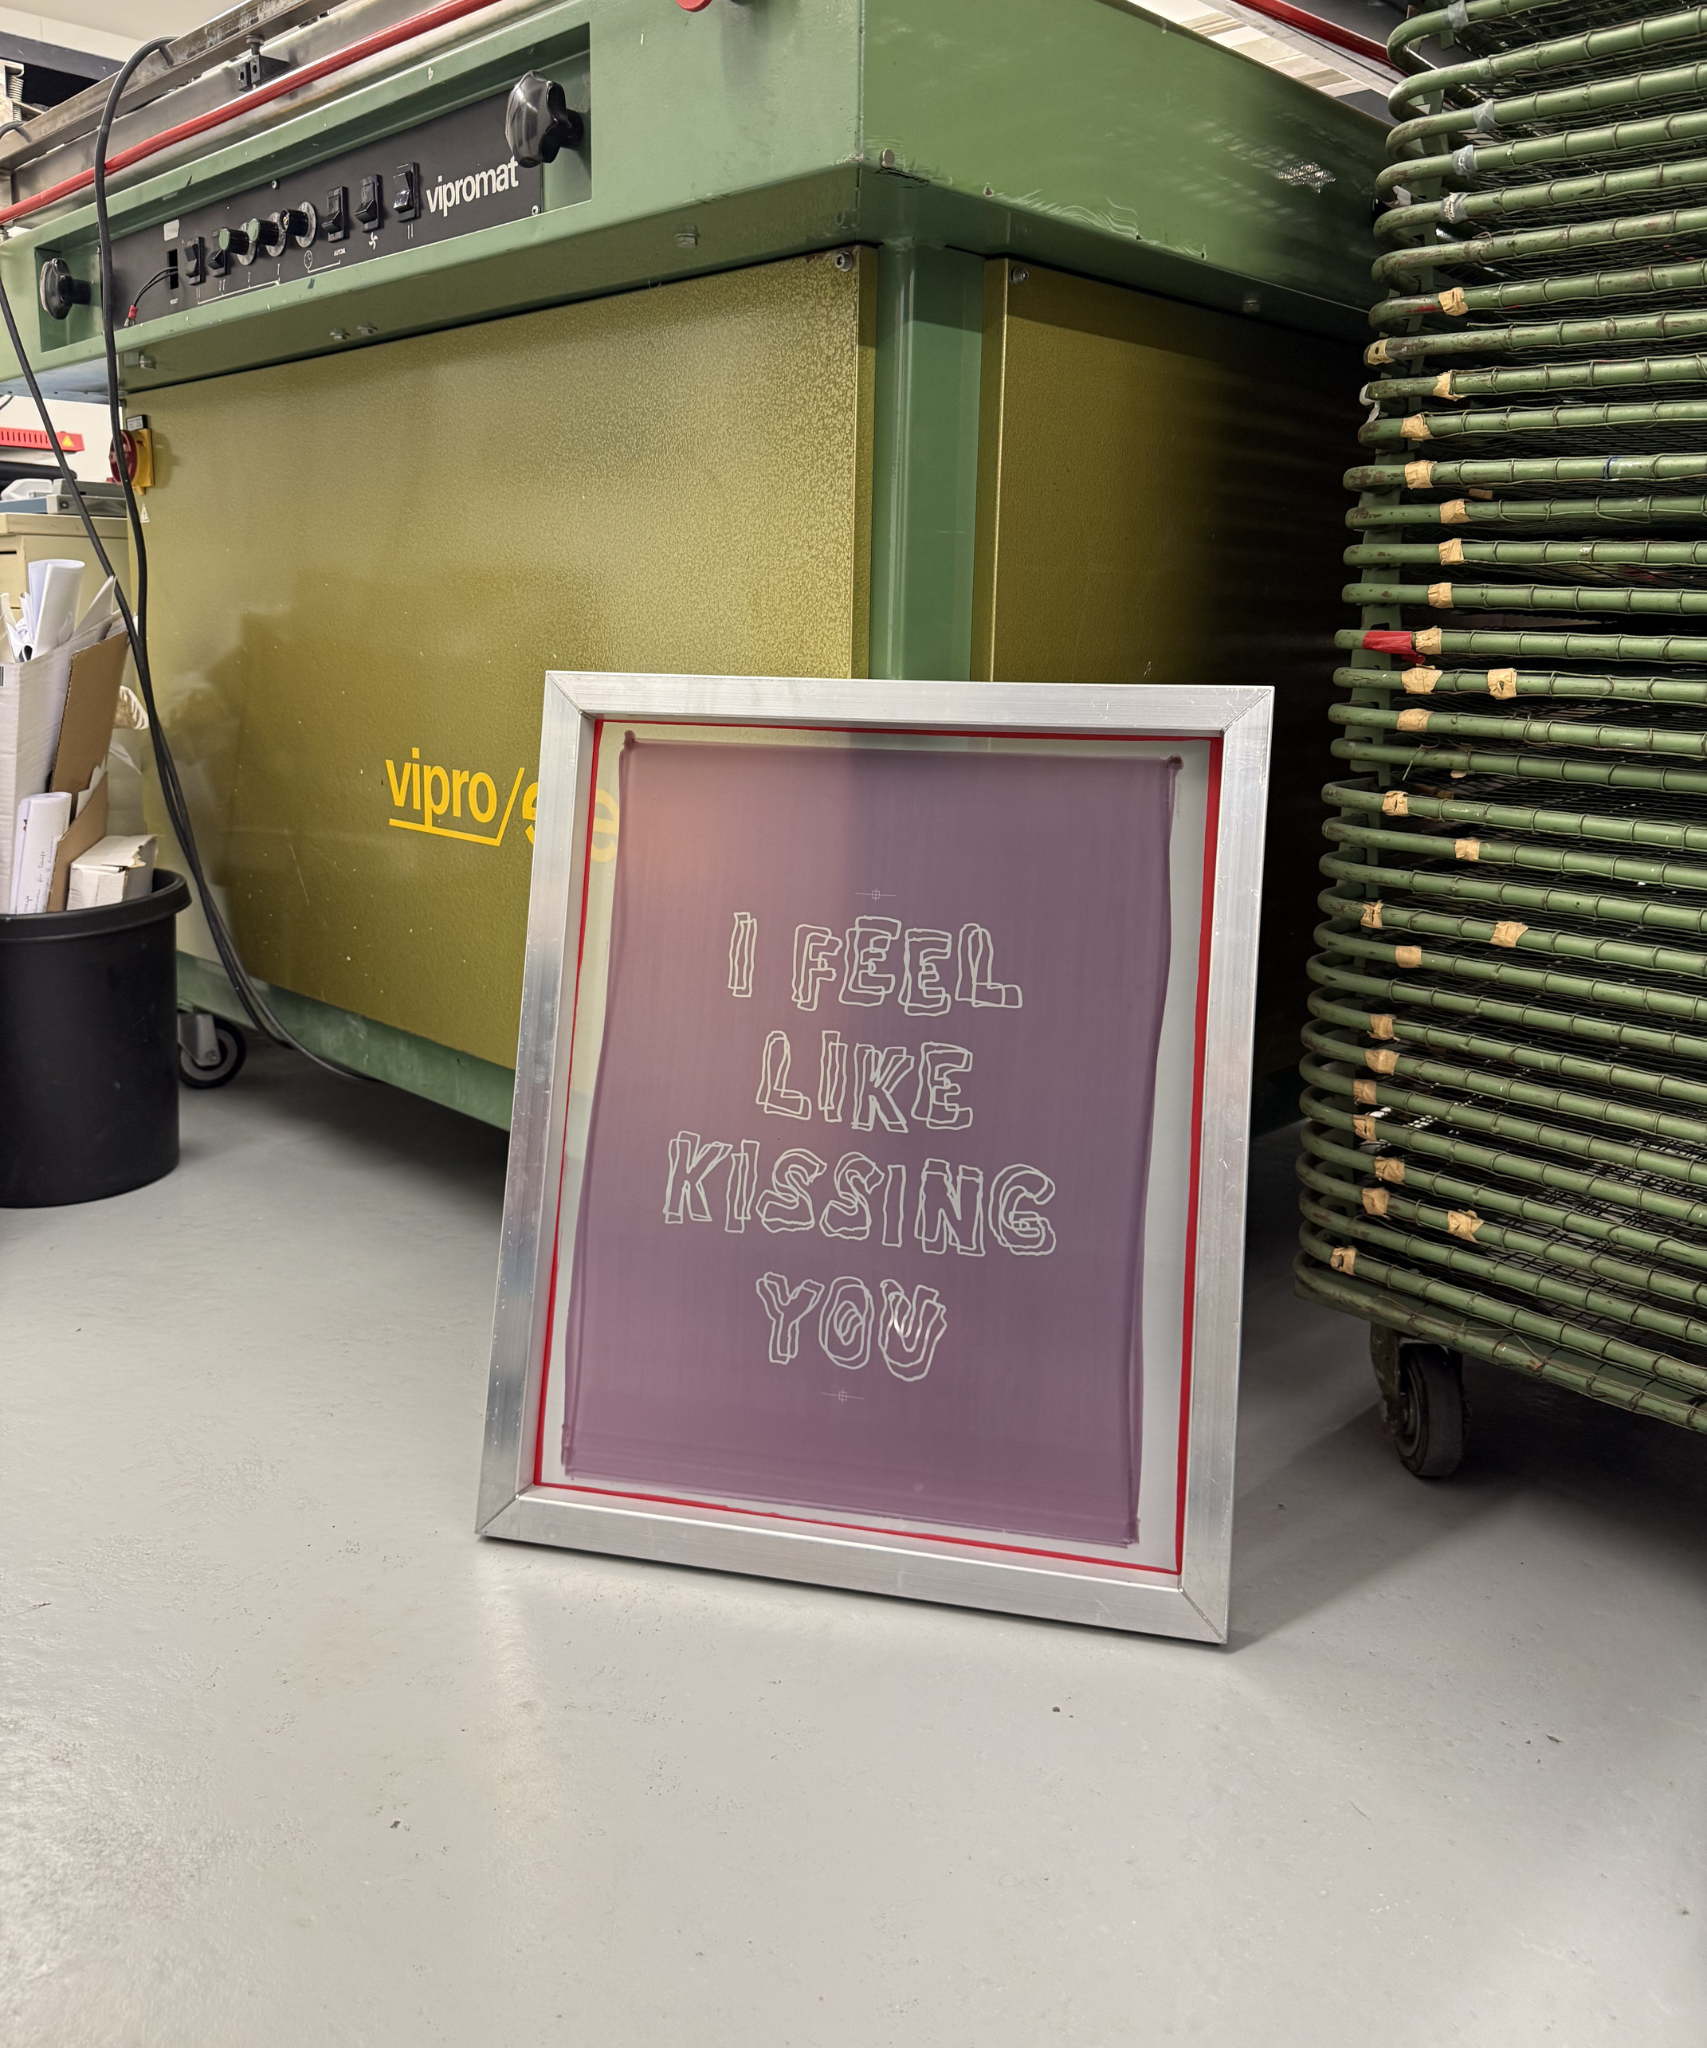 vipromat
vipro/
I FEEL
LIKE
KISSING
YOU